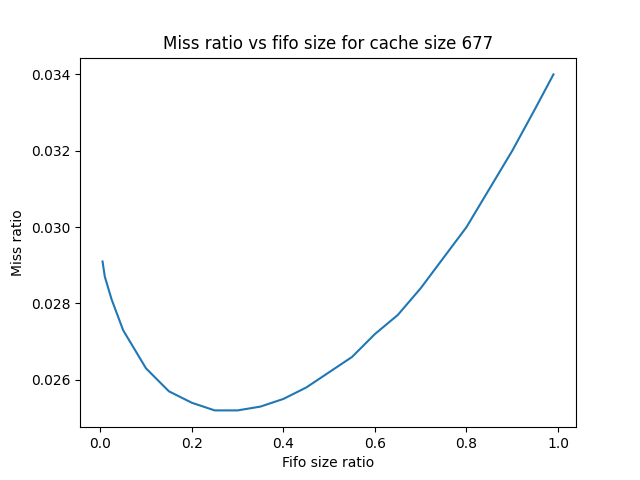 Miss ratio vs fifo size for cache size 677
0.034
0.032
0.030
0.028
0.026
Miss ratio
0.0 0.2 0.4 0.6 0.8 1.0
Fifo size ratio